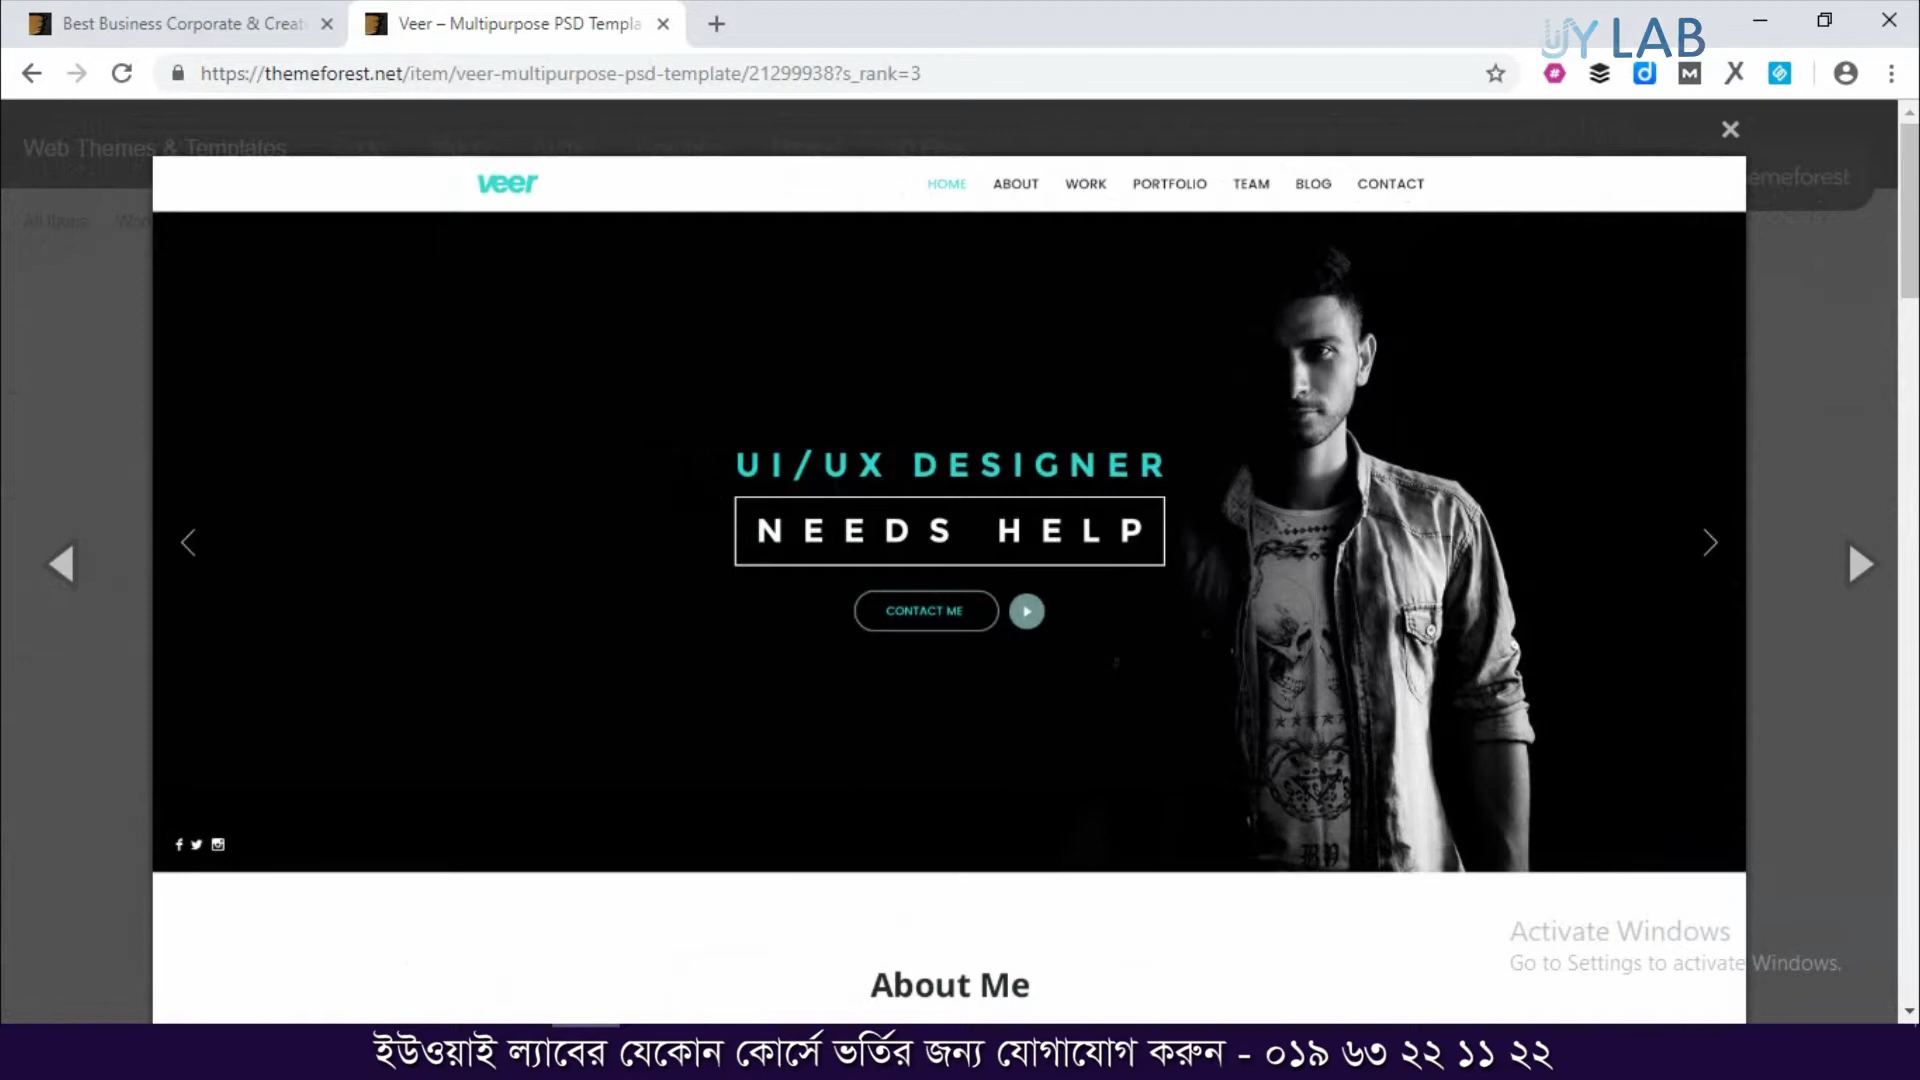 Best Business Corporate & Creat
Veer – Multipurpose PSD Templa
UY LAB
https://themeforest.net/item/veer-multipurpose-psd-template/21299938?s_rank=3
Web Themes & Templates
emeforest
All Items
veer
HOME ABOUT WORK PORTFOLIO TEAM BLOG CONTACT
UI/UX DESIGNER
NEEDS HELP
CONTACT ME
About Me
Activate Windows
Go to Settings to activate Windows.
ইউওয়াই ল্যাবের যেকোন কোর্সে ভর্তির জন্য যোগাযোগ করুন - ০১৯ ৬৩ ২২ ১১ ২২